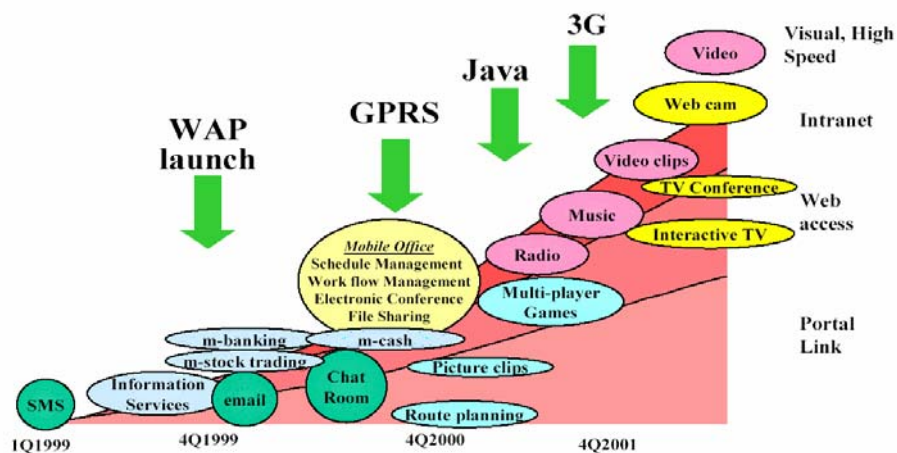 3G
Visual, High
Speed
Video
Java
Web cam
GPRS
Intranet
WAP
launch
Video clips
TV Conference
Web
access
Music
Interactive TV
Mobile Office
Schedule Management
Work flow Management
Electronic Conference
File Sharing
Radio
Multi-player
Games
Portal
Link
m-banking
m-cash
m-stock trading
Picture clips
Chat
Room
Information
Services
email
SMS
Route planning
1Q1999
4Q1999
4Q2000
4Q2001